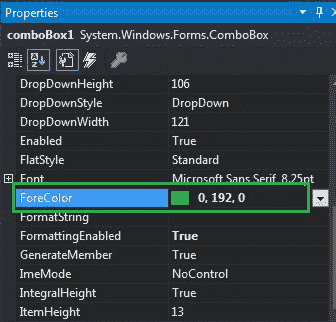 Properties
comboBox1 System.Windows.Forms.ComboBox
DropDownHeight 106
DropDownStyle DropDown
DropDownWidth 121
Enabled True
FlatStyle Standard
Font Microsoft Sans Serif, 8.25pt
ForeColor 0, 192, 0
FormatString
FormattingEnabled True
GenerateMember True
ImeMode NoControl
IntegralHeight True
ItemHeight 13